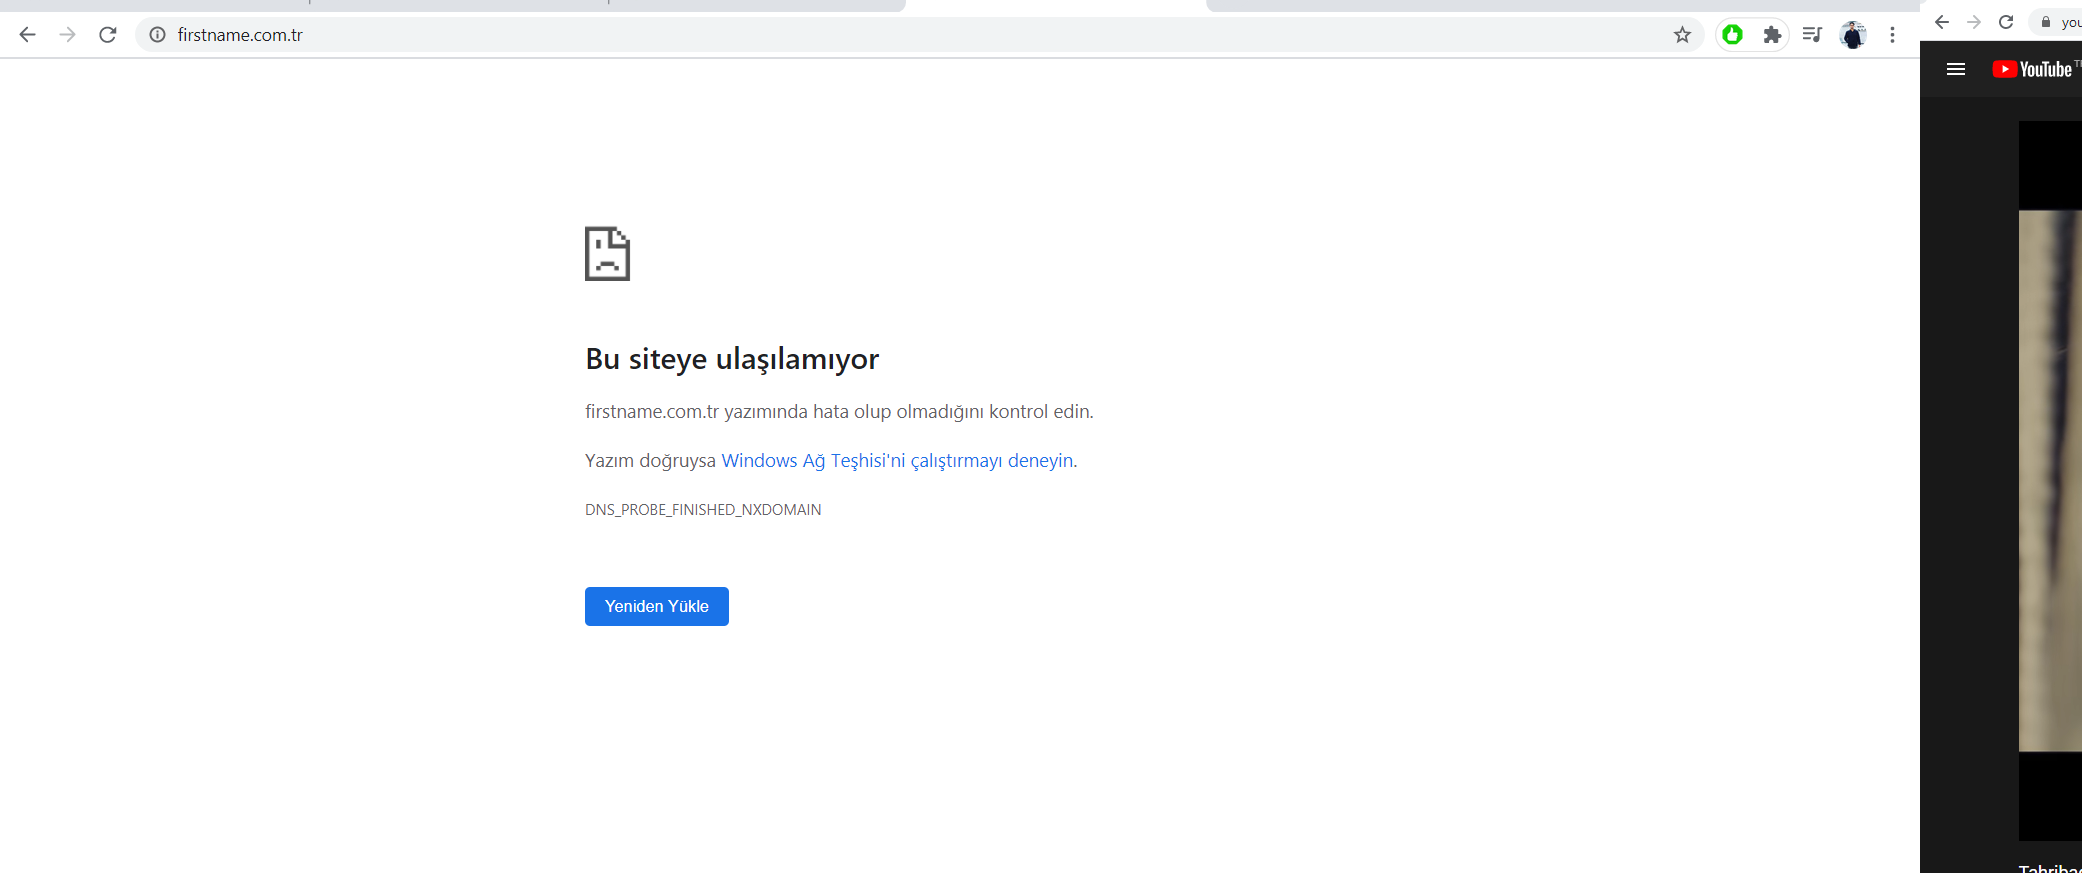 firstname.com.tr
Bu siteye ulaşılamıyor
firstname.com.tr yazımında hata olup olmadığını kontrol edin.
Yazım doğruysa Windows Ağ Teşhisi'ni çalıştırmayı deneyin.
DNS_PROBE_FINISHED_NXDOMAIN
Yeniden Yükle
you
YouTube